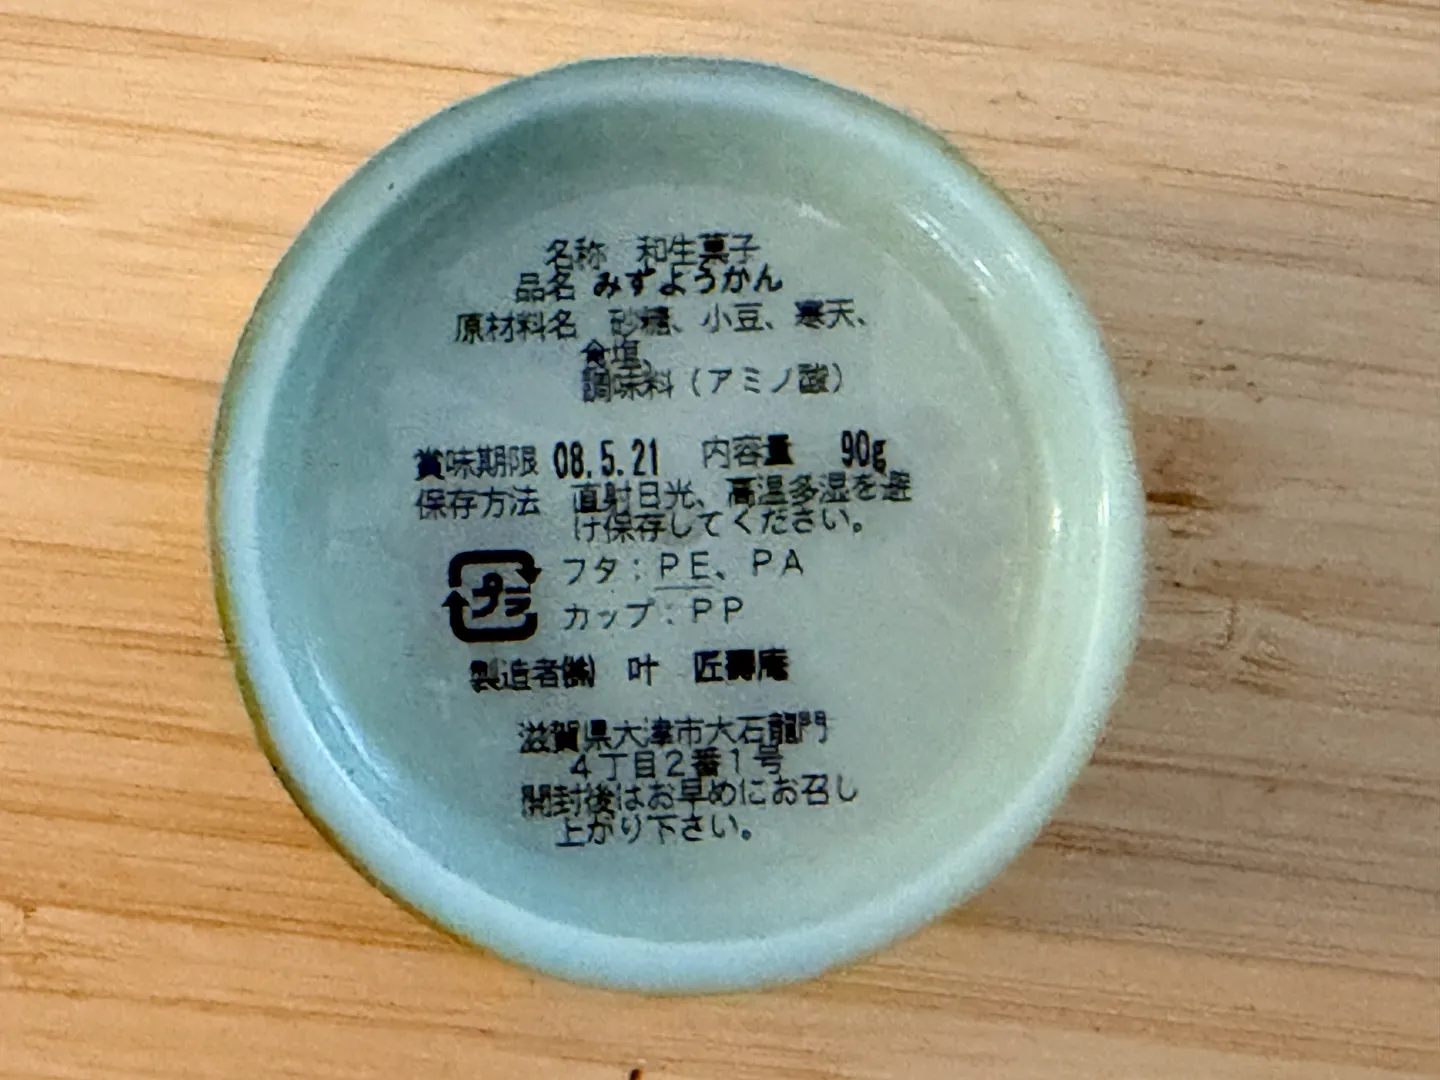 名称 和生菓子
品名 みずようかん
原材料名 砂糖、小豆、寒天、
食塩、
調味料(アミノ酸)
賞味期限 08.5.21 内容量 90g
保存方法 直射日光、高温多湿を避
け保存してください。
プラ フタ:PE、PA
カップ:PP
製造者㈱ 叶 匠壽庵
滋賀県大津市大石龍門
4丁目2番1号
開封後はお早めにお召し
上がり下さい。